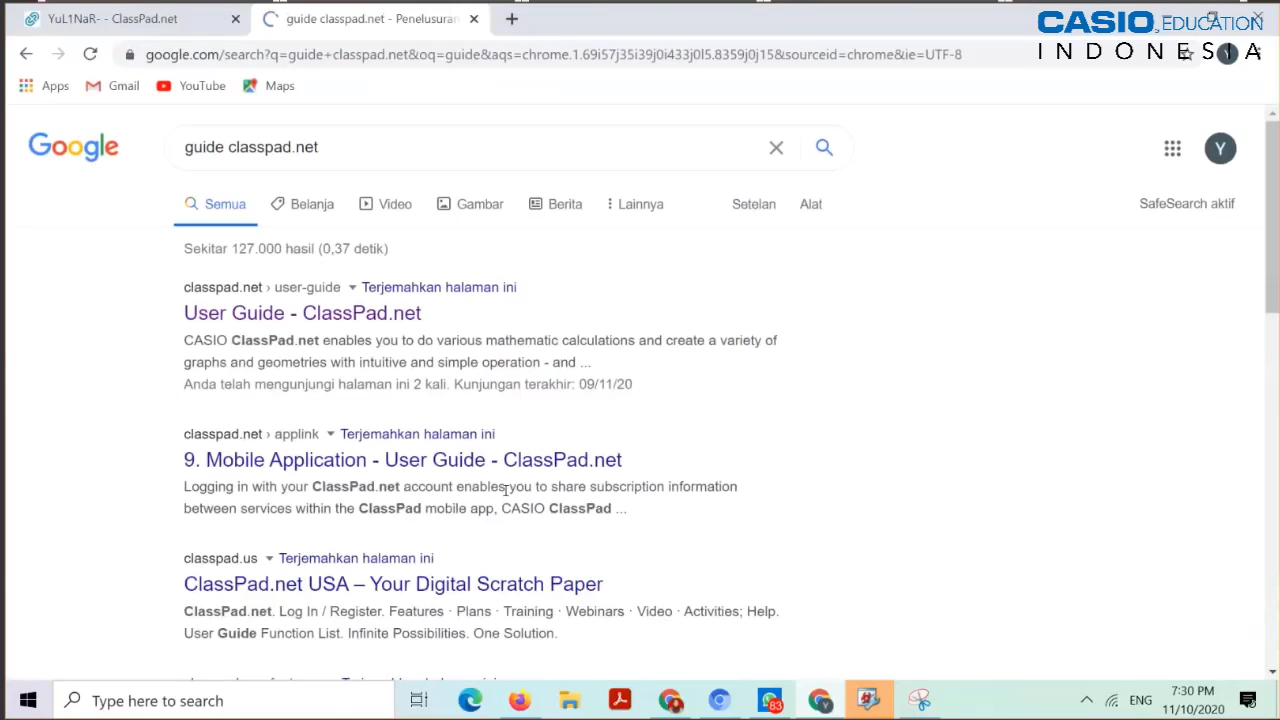 YuL1NaR- - ClassPad.net
guide classpad.net - Penelusuran
CASIO EDUCATION
INDONESIA
google.com/search?q=guide+classpad.net&oq=guide&aqs=chrome.1.69i57j35i39j0i433j0l5.8359j0j15&sourceid=chrome&ie=UTF-8
Apps Gmail YouTube Maps
Google
guide classpad.net
Y
Semua Belanja Video Gambar Berita Lainnya Setelan Alat SafeSearch aktif
Sekitar 127.000 hasil (0,37 detik)
classpad.net › user-guide Terjemahkan halaman ini
User Guide - ClassPad.net
CASIO ClassPad.net enables you to do various mathematic calculations and create a variety of
graphs and geometries with intuitive and simple operation - and ...
Anda telah mengunjungi halaman ini 2 kali. Kunjungan terakhir: 09/11/20
classpad.net › applink Terjemahkan halaman ini
9. Mobile Application - User Guide - ClassPad.net
Logging in with your ClassPad.net account enables you to share subscription information
between services within the ClassPad mobile app, CASIO ClassPad ...
classpad.us Terjemahkan halaman ini
ClassPad.net USA – Your Digital Scratch Paper
ClassPad.net. Log In / Register. Features · Plans · Training · Webinars · Video · Activities; Help.
User Guide Function List. Infinite Possibilities. One Solution.
Type here to search
83
ENG
7:30 PM
11/10/2020